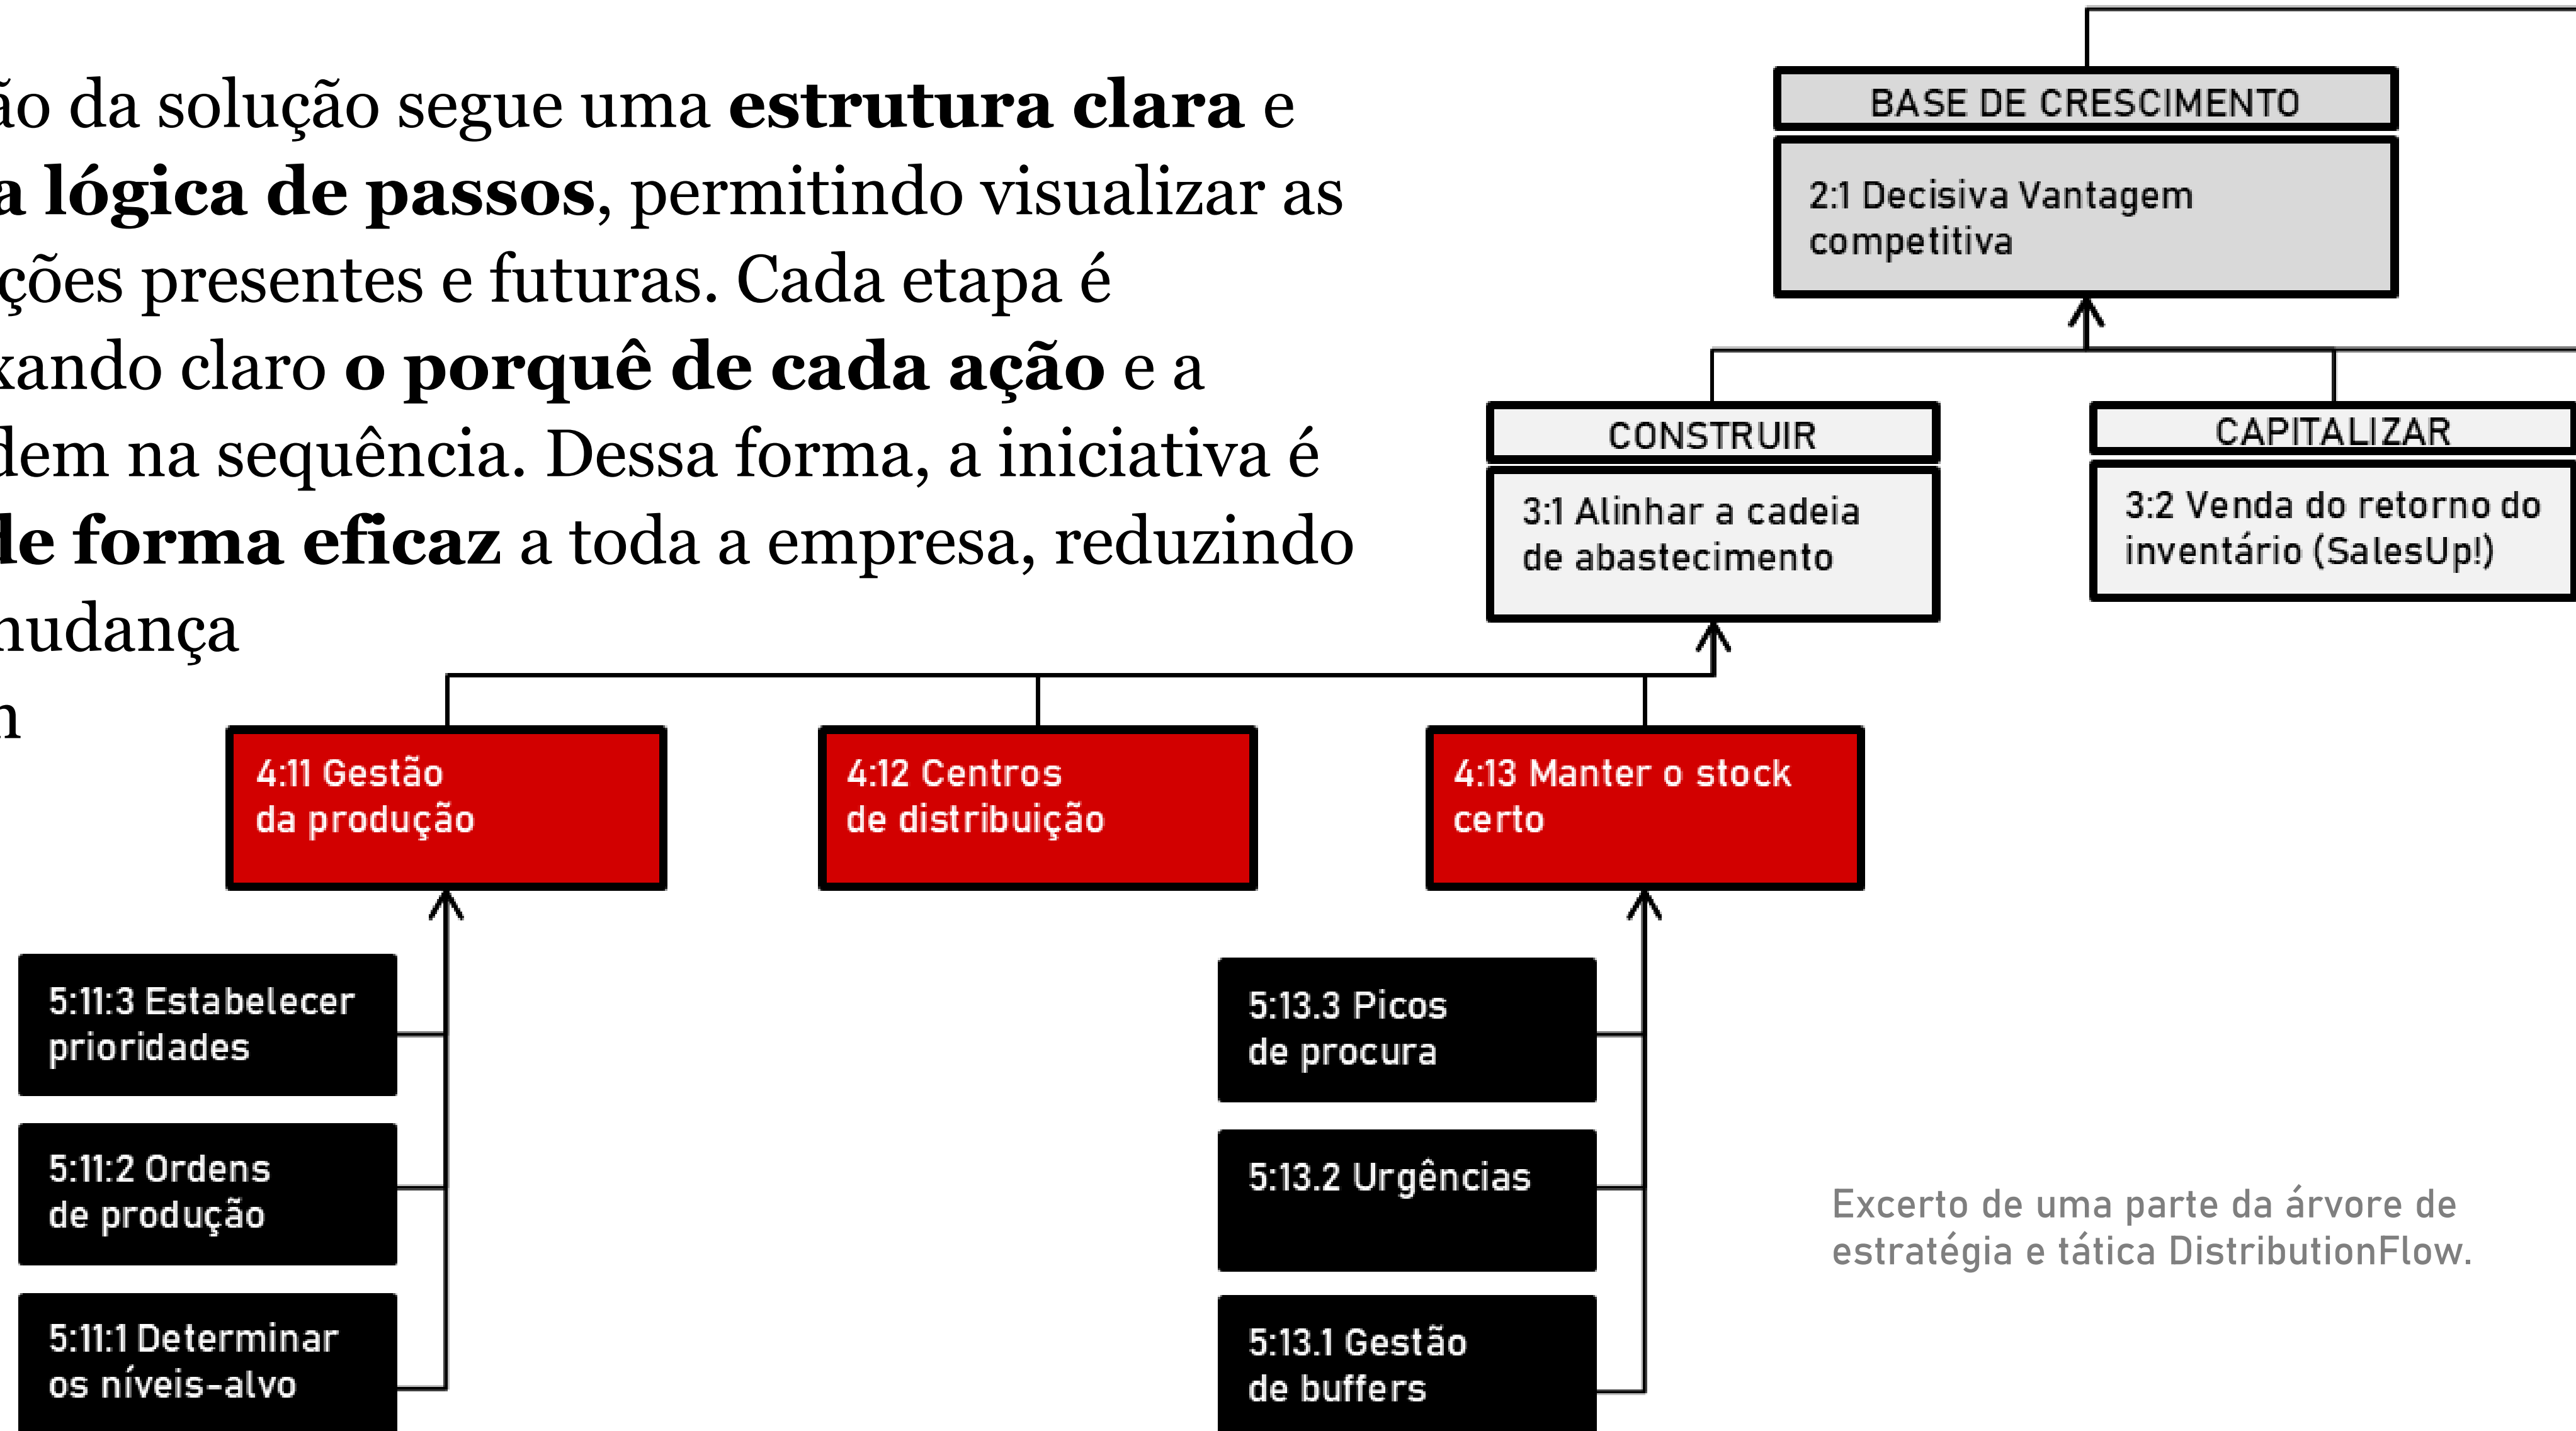 ão da solução segue uma estrutura clara e
a lógica de passos, permitindo visualizar as
ções presentes e futuras. Cada etapa é
xando claro o porquê de cada ação e a
dem na sequência. Dessa forma, a iniciativa é
de forma eficaz a toda a empresa, reduzindo
mudança
BASE DE CRESCIMENTO
2:1 Decisiva Vantagem
competitiva
CONSTRUIR
3:1 Alinhar a cadeia
de abastecimento
CAPITALIZAR
3:2 Venda do retorno do
inventário (SalesUp!)
4:11 Gestão
da produção
4:12 Centros
de distribuição
4:13 Manter o stock
certo
5:11:3 Estabelecer
prioridades
5:11:2 Ordens
de produção
5:11:1 Determinar
os níveis-alvo
5:13.3 Picos
de procura
5:13.2 Urgências
5:13.1 Gestão
de buffers
Excerto de uma parte da árvore de
estratégia e tática DistributionFlow.